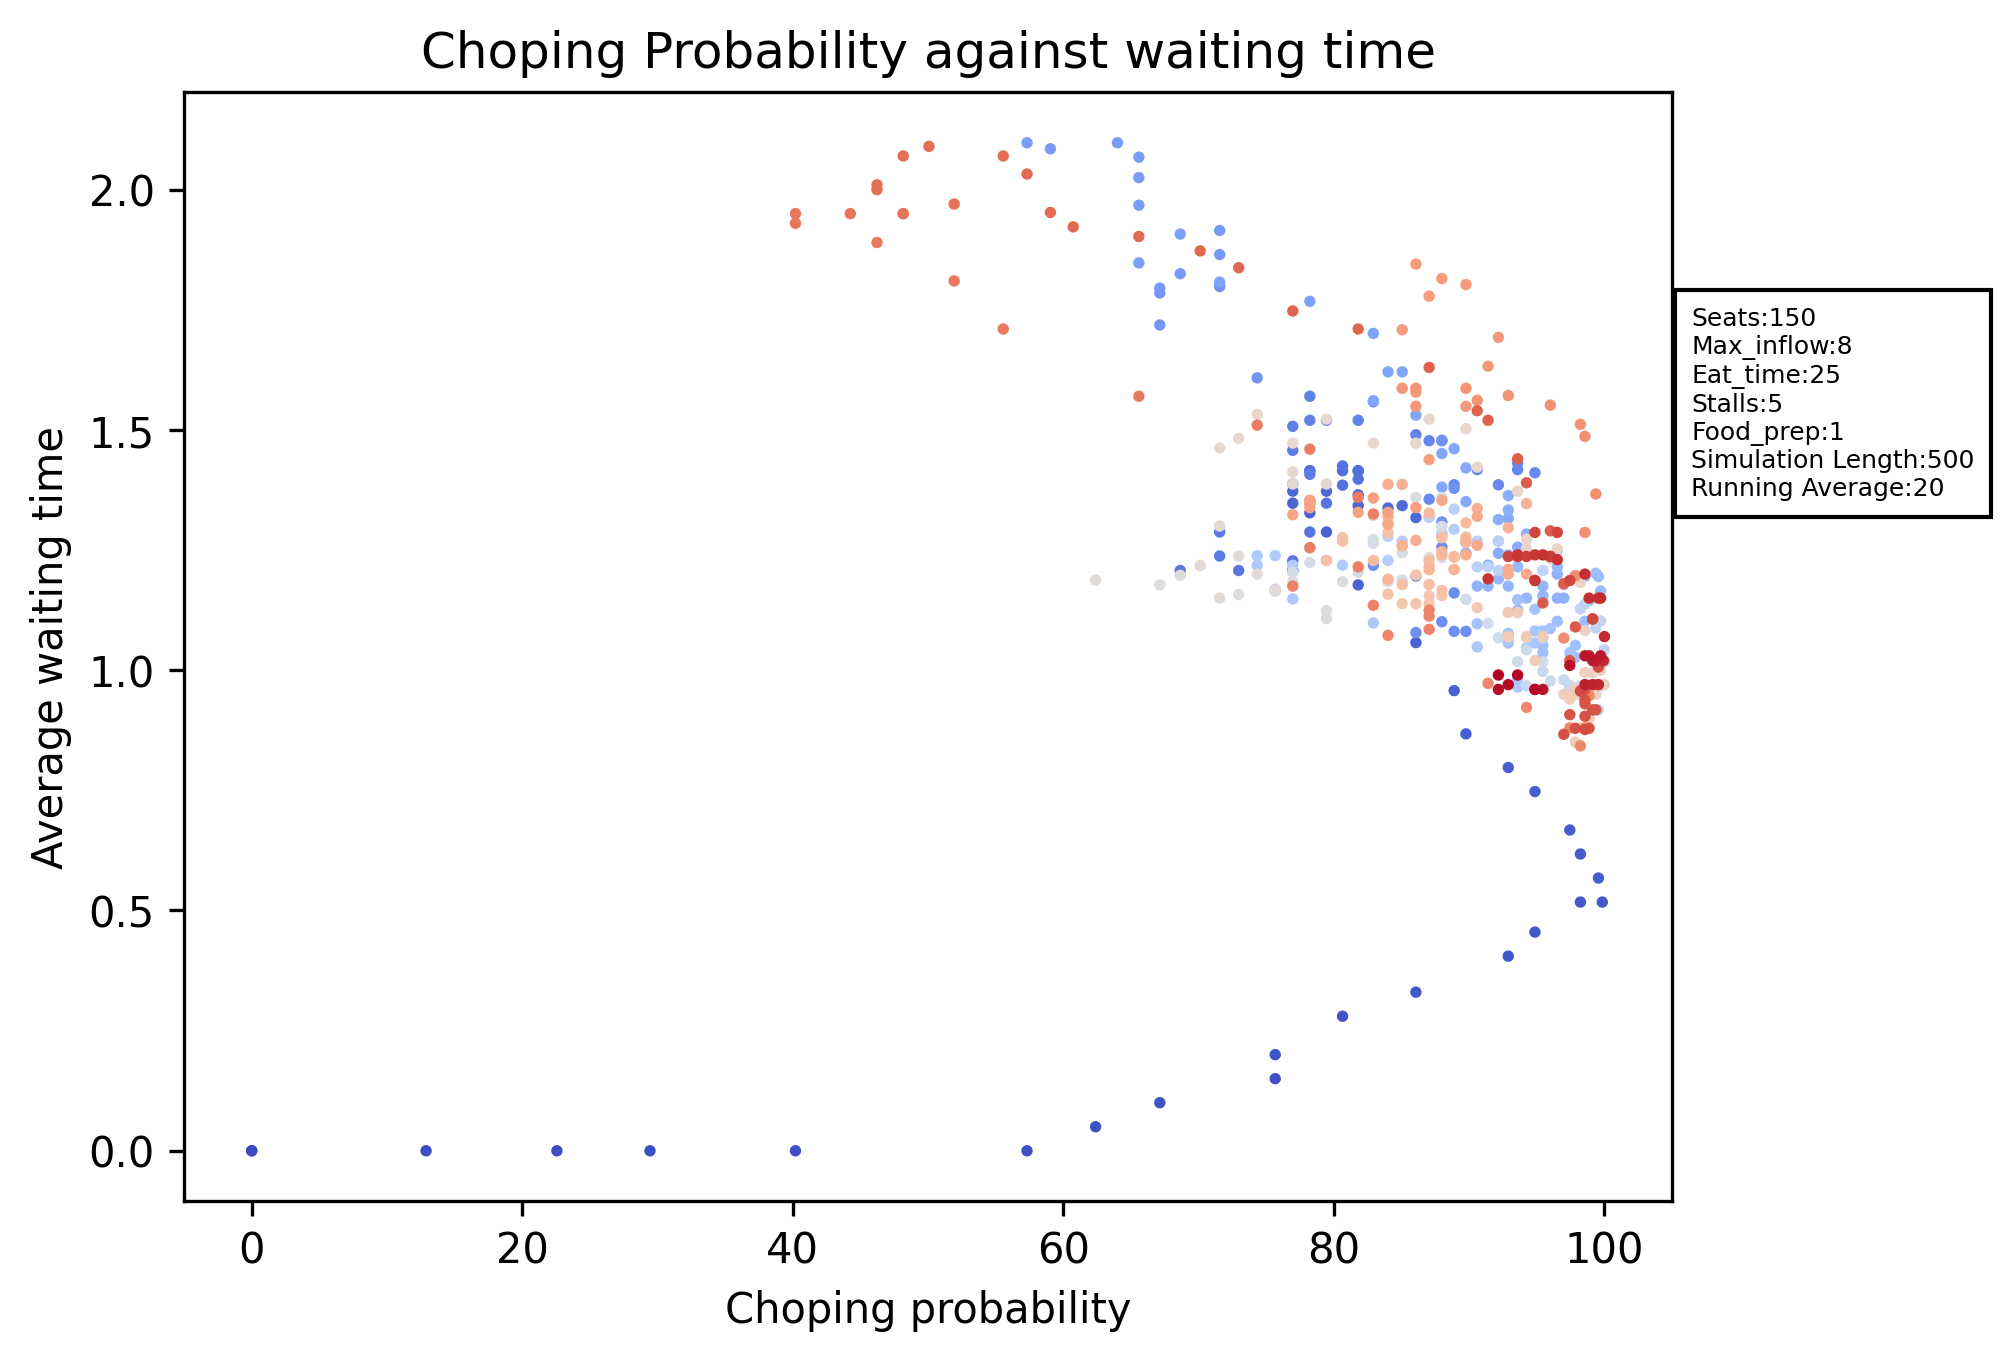 Choping Probability against waiting time
2.0
1.5
1.0
0.5
0.0
Average waiting time
0
20
40
60
80
100
Choping probability
Seats:150
Max_inflow:8
Eat_time:25
Stalls:5
Food_prep:1
Simulation Length:500
Running Average:20